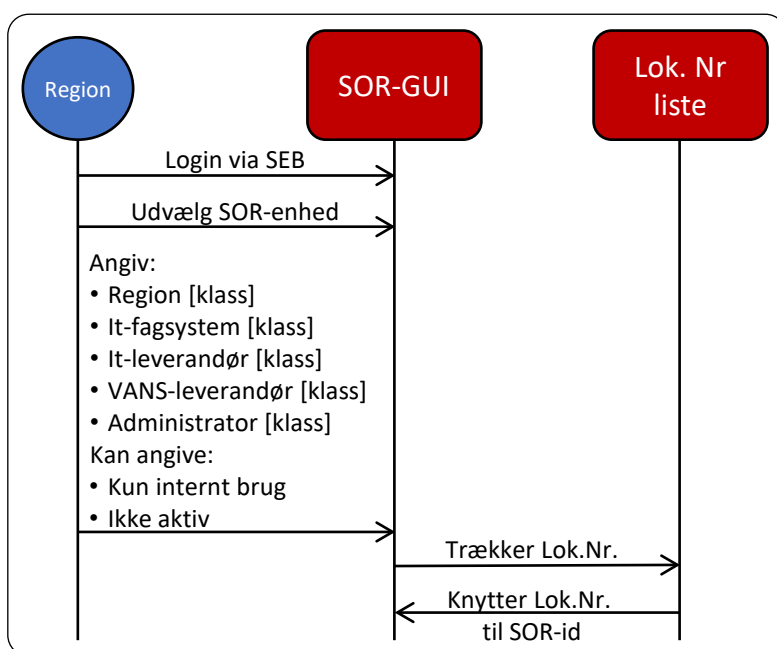 Region
SOR-GUI
Lok. Nr
liste
Login via SEB
Udvælg SOR-enhed
Angiv:
• Region [klass]
• It-fagsystem [klass]
• It-leverandør [klass]
• VANS-leverandør [klass]
• Administrator [klass]
Kan angive:
• Kun internt brug
• Ikke aktiv
Trækker Lok.Nr.
Knytter Lok.Nr.
til SOR-id